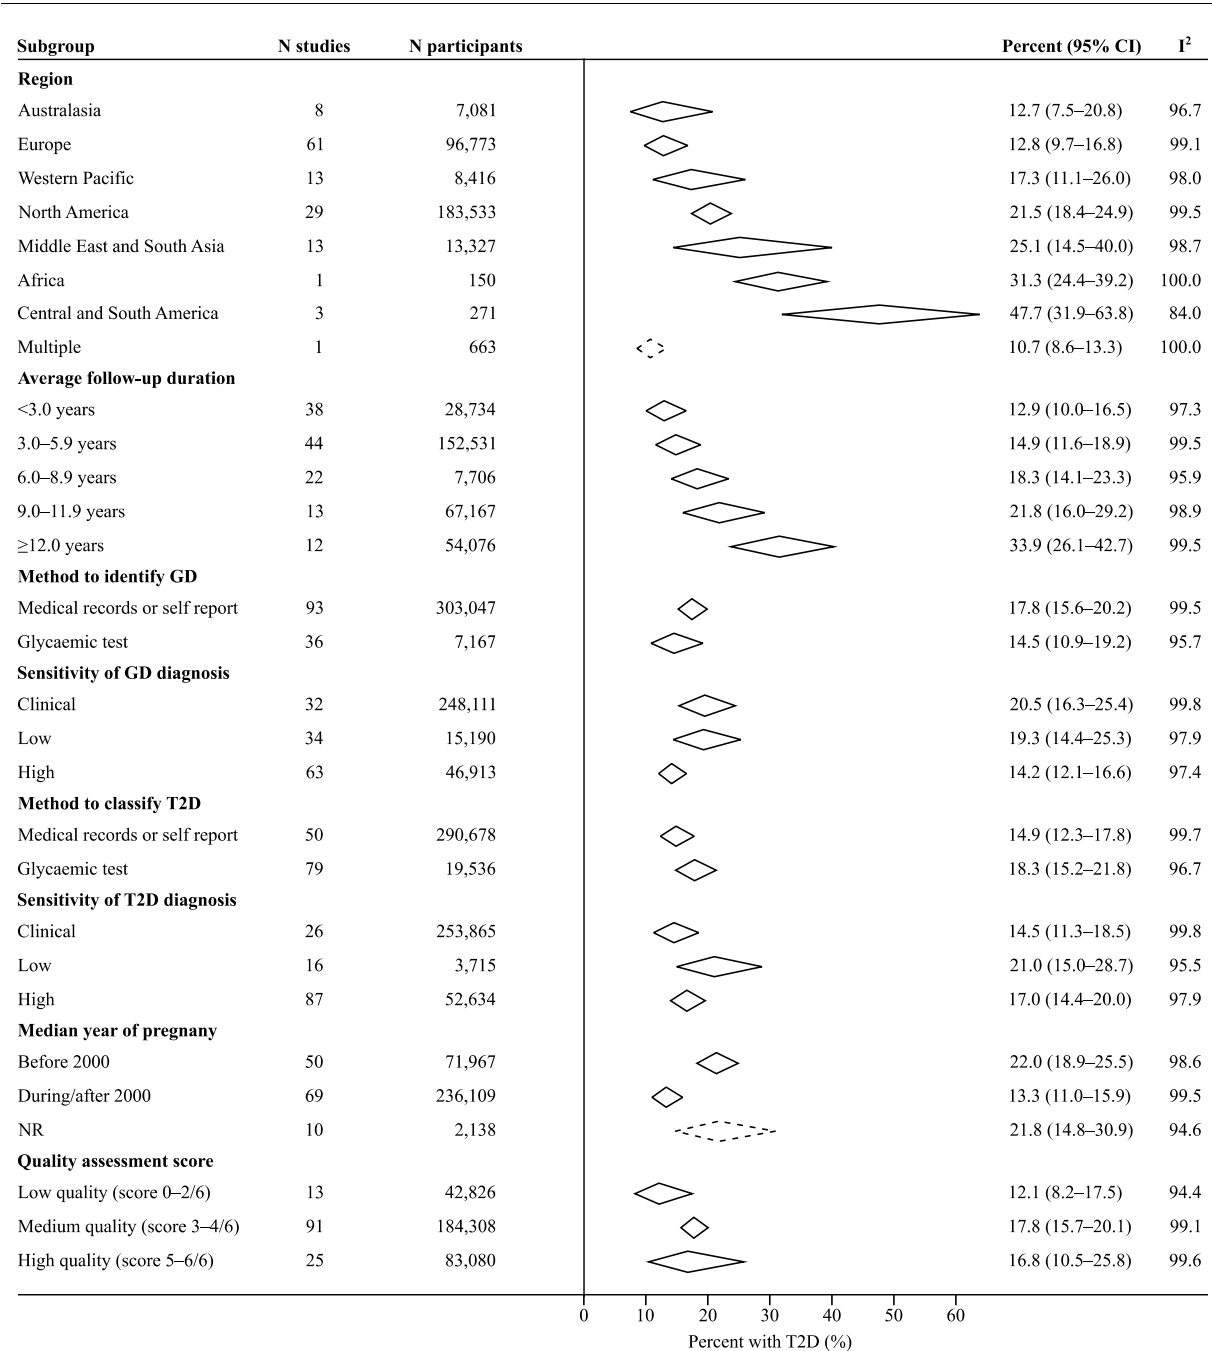 Subgroup N studies N participants Percent (95% CI) I²
Region
Australasia 8 7,081 12.7 (7.5–20.8) 96.7
Europe 61 96,773 12.8 (9.7–16.8) 99.1
Western Pacific 13 8,416 17.3 (11.1–26.0) 98.0
North America 29 183,533 21.5 (18.4–24.9) 99.5
Middle East and South Asia 13 13,327 25.1 (14.5–40.0) 98.7
Africa 1 150 31.3 (24.4–39.2) 100.0
Central and South America 3 271 47.7 (31.9–63.8) 84.0
Multiple 1 663 10.7 (8.6–13.3) 100.0
Average follow-up duration
<3.0 years 38 28,734 12.9 (10.0–16.5) 97.3
3.0–5.9 years 44 152,531 14.9 (11.6–18.9) 99.5
6.0–8.9 years 22 7,706 18.3 (14.1–23.3) 95.9
9.0–11.9 years 13 67,167 21.8 (16.0–29.2) 98.9
≥12.0 years 12 54,076 33.9 (26.1–42.7) 99.5
Method to identify GD
Medical records or self report 93 303,047 17.8 (15.6–20.2) 99.5
Glycaemic test 36 7,167 14.5 (10.9–19.2) 95.7
Sensitivity of GD diagnosis
Clinical 32 248,111 20.5 (16.3–25.4) 99.8
Low 34 15,190 19.3 (14.4–25.3) 97.9
High 63 46,913 14.2 (12.1–16.6) 97.4
Method to classify T2D
Medical records or self report 50 290,678 14.9 (12.3–17.8) 99.7
Glycaemic test 79 19,536 18.3 (15.2–21.8) 96.7
Sensitivity of T2D diagnosis
Clinical 26 253,865 14.5 (11.3–18.5) 99.8
Low 16 3,715 21.0 (15.0–28.7) 95.5
High 87 52,634 17.0 (14.4–20.0) 97.9
Median year of pregnany
Before 2000 50 71,967 22.0 (18.9–25.5) 98.6
During/after 2000 69 236,109 13.3 (11.0–15.9) 99.5
NR 10 2,138 21.8 (14.8–30.9) 94.6
Quality assessment score
Low quality (score 0–2/6) 13 42,826 12.1 (8.2–17.5) 94.4
Medium quality (score 3–4/6) 91 184,308 17.8 (15.7–20.1) 99.1
High quality (score 5–6/6) 25 83,080 16.8 (10.5–25.8) 99.6
0 10 20 30 40 50 60
Percent with T2D (%)